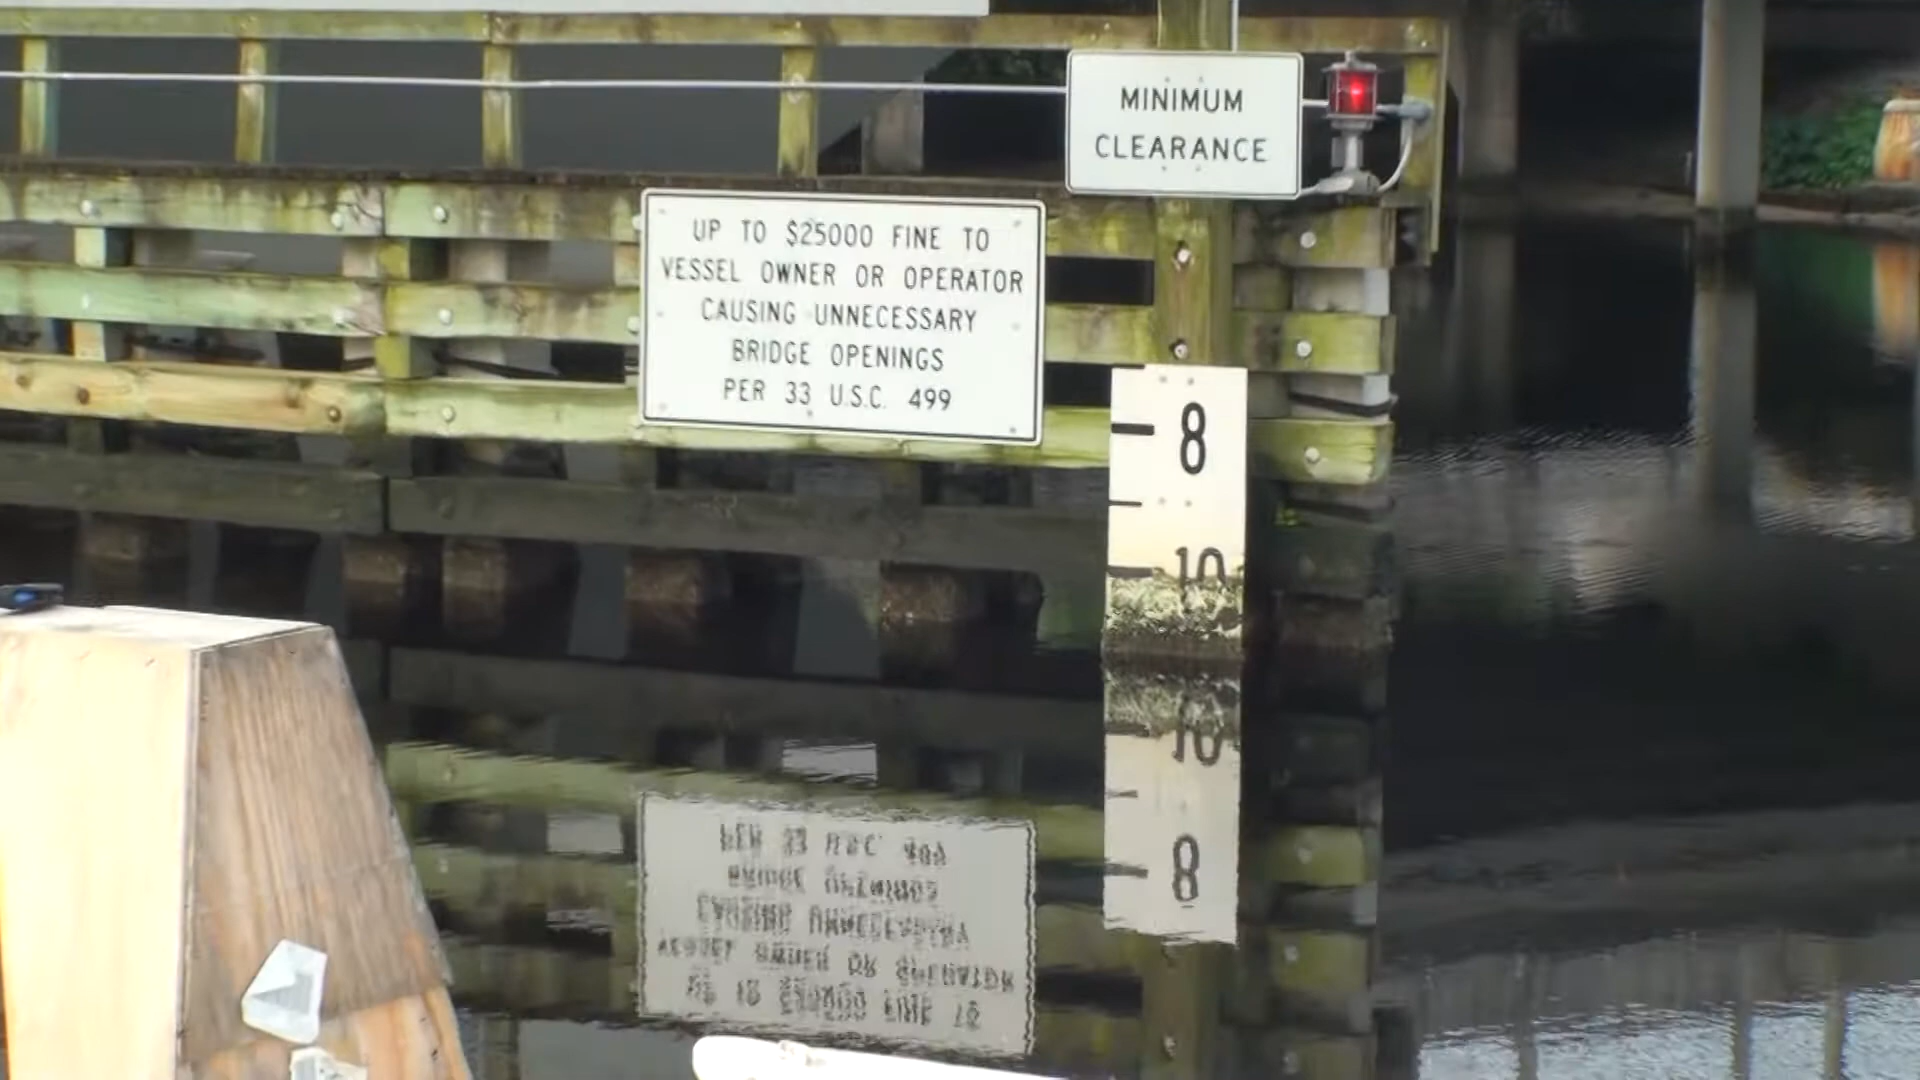 MINIMUM
CLEARANCE
UP TO $25000 FINE TO
VESSEL OWNER OR OPERATOR
CAUSING UNNECESSARY
BRIDGE OPENINGS
PER 33 U.S.C. 499
8
10